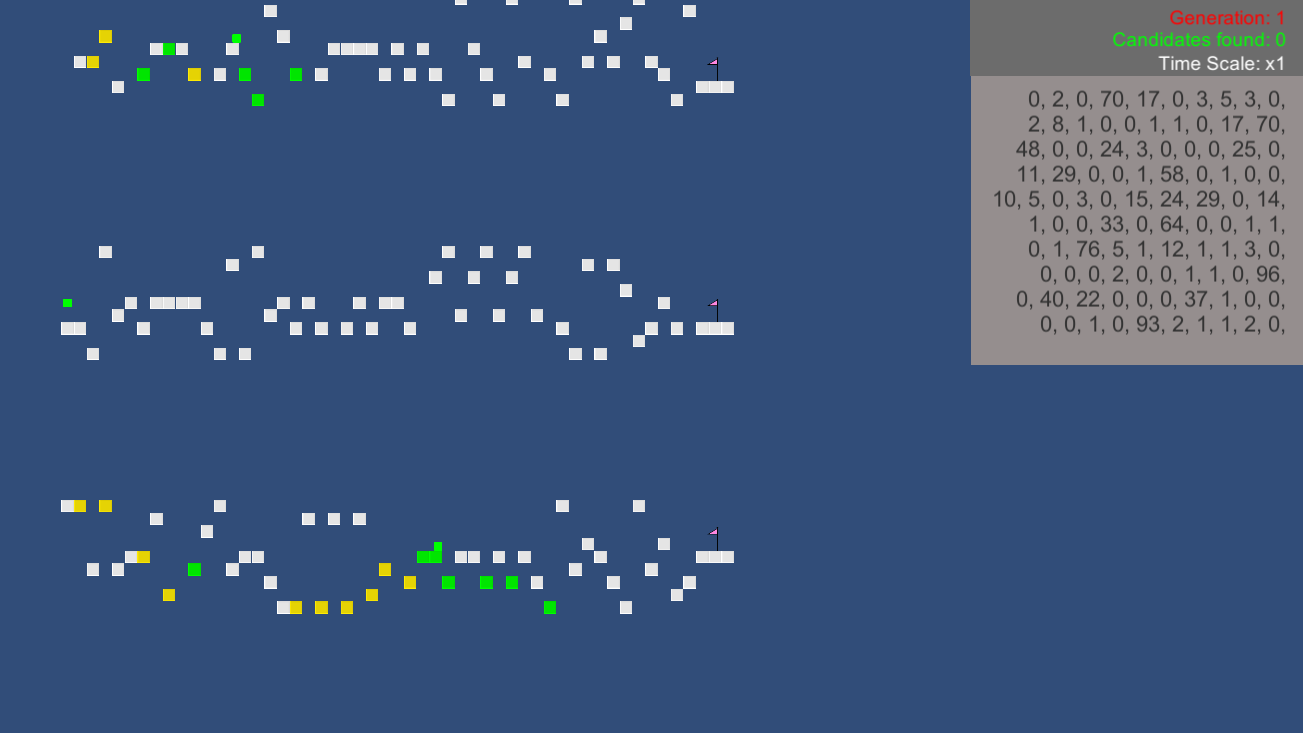 Generation: 1
Candidates found: 0
Time Scale: x1
0, 2, 0, 70, 17, 0, 3, 5, 3, 0,
2, 8, 1, 0, 0, 1, 1, 0, 17, 70,
48, 0, 0, 24, 3, 0, 0, 0, 25, 0,
11, 29, 0, 0, 1, 58, 0, 1, 0, 0,
10, 5, 0, 3, 0, 15, 24, 29, 0, 14,
1, 0, 0, 33, 0, 64, 0, 0, 1, 1,
0, 1, 76, 5, 1, 12, 1, 1, 3, 0,
0, 0, 0, 2, 0, 0, 1, 1, 0, 96,
0, 40, 22, 0, 0, 0, 37, 1, 0, 0,
0, 0, 1, 0, 93, 2, 1, 1, 2, 0,